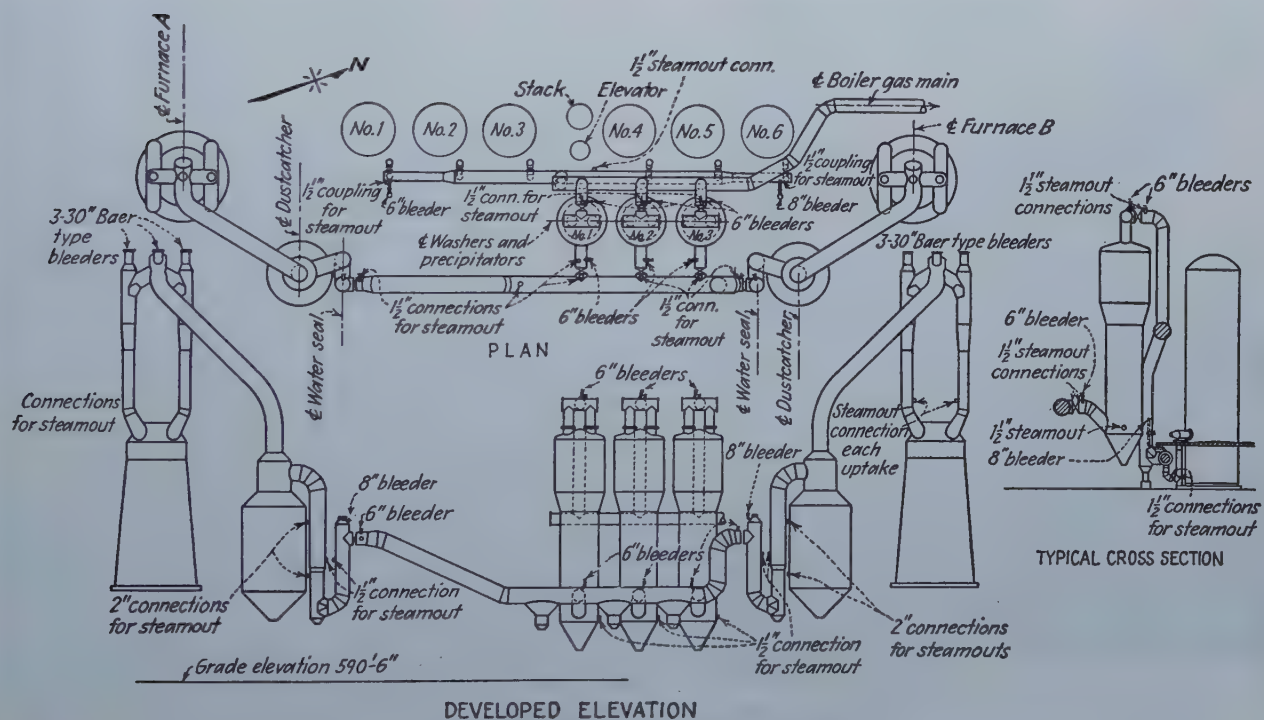 ℄ Furnace A
N
1½" steamout conn.
Stack
Elevator
℄ Boiler gas main
No.1
No.2
No.3
No.4
No.5
No.6
℄ Furnace B
℄ Dustcatcher
1½" coupling
for
steamout
6" bleeder
1½" conn. for
steamout
6" bleeders
8" bleeder
1½" coupling
for steamout
3-30" Baer
type
bleeders
℄ Washers and
precipitators
No.1
No.2
No.3
3-30" Baer type bleeders
1½" connections
for steamout
6" bleeders
1½" conn.
for
steamout
℄ Water seal
PLAN
℄ Water seal
℄ Dustcatcher
1½" steamout
connections
6" bleeders
6" bleeder
1½" steamout
connections
1½" steamout
8" bleeder
1½" connections
for steamout
TYPICAL CROSS SECTION
Connections
for steamout
6" bleeders
Steamout
connection
each
uptake
8" bleeder
8" bleeder
6" bleeder
6" bleeders
2" connections
for steamout
1½" connection
for steamout
1½" connection
for steamout
2" connections
for steamouts
Grade elevation 590'-6"
DEVELOPED ELEVATION